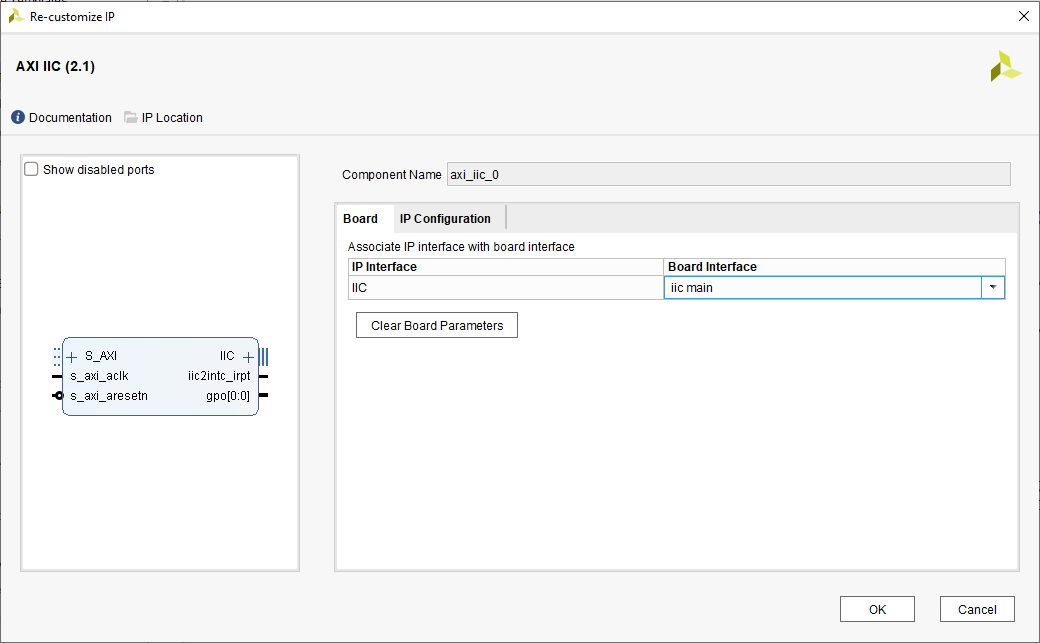 Re-customize IP
AXI IIC (2.1)
Documentation IP Location
Show disabled ports
S_AXI IIC
s_axi_aclk iic2intc_irpt
s_axi_aresetn gpo[0:0]
Component Name axi_iic_0
Board IP Configuration
Associate IP interface with board interface
IP Interface Board Interface
IIC iic main
Clear Board Parameters
OK Cancel